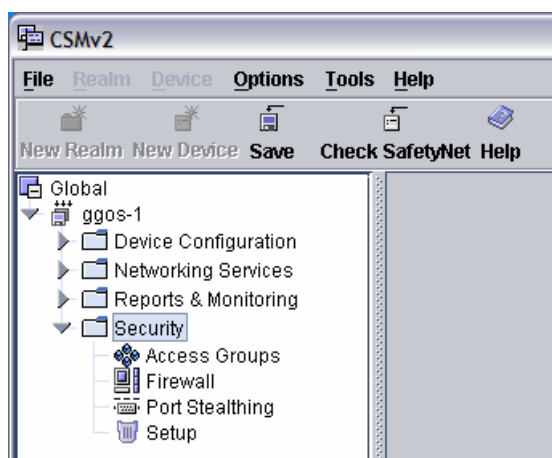 CSMv2
File Realm Device Options Tools Help
New Realm New Device Save Check SafetyNet Help
Global
ggos-1
Device Configuration
Networking Services
Reports & Monitoring
Security
Access Groups
Firewall
Port Stealthing
Setup